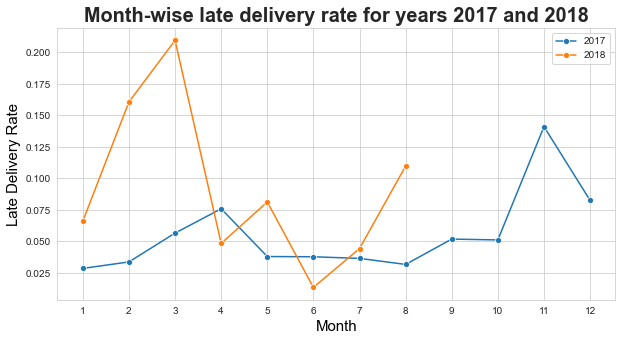 Month-wise late delivery rate for years 2017 and 2018
2017
2018
Late Delivery Rate
0.200
0.175
0.150
0.125
0.100
0.075
0.050
0.025
1 2 3 4 5 6 7 8 9 10 11 12
Month